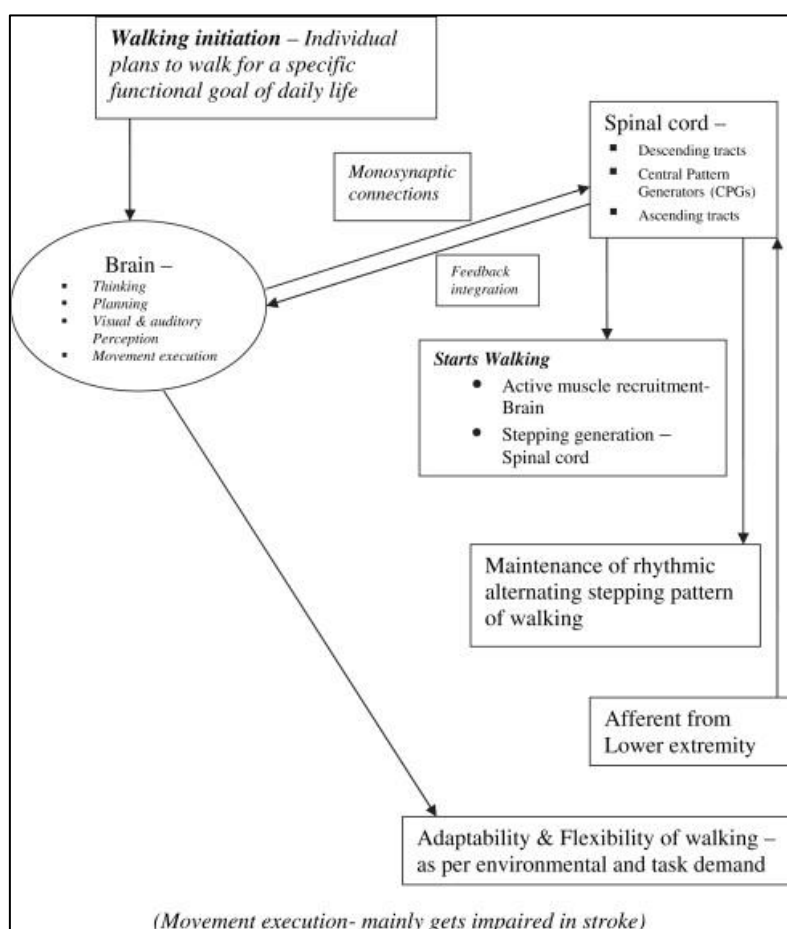 Walking initiation – Individual
plans to walk for a specific
functional goal of daily life
Spinal cord –
▪ Descending tracts
▪ Central Pattern
Generators (CPGs)
▪ Ascending tracts
Monosynaptic
connections
Brain –
▪ Thinking
▪ Planning
▪ Visual & auditory
Perception
▪ Movement execution
Feedback
integration
Starts Walking
● Active muscle recruitment-
Brain
● Stepping generation –
Spinal cord
Maintenance of rhythmic
alternating stepping pattern
of walking
Afferent from
Lower extremity
Adaptability & Flexibility of walking –
as per environmental and task demand
(Movement execution- mainly gets impaired in stroke)